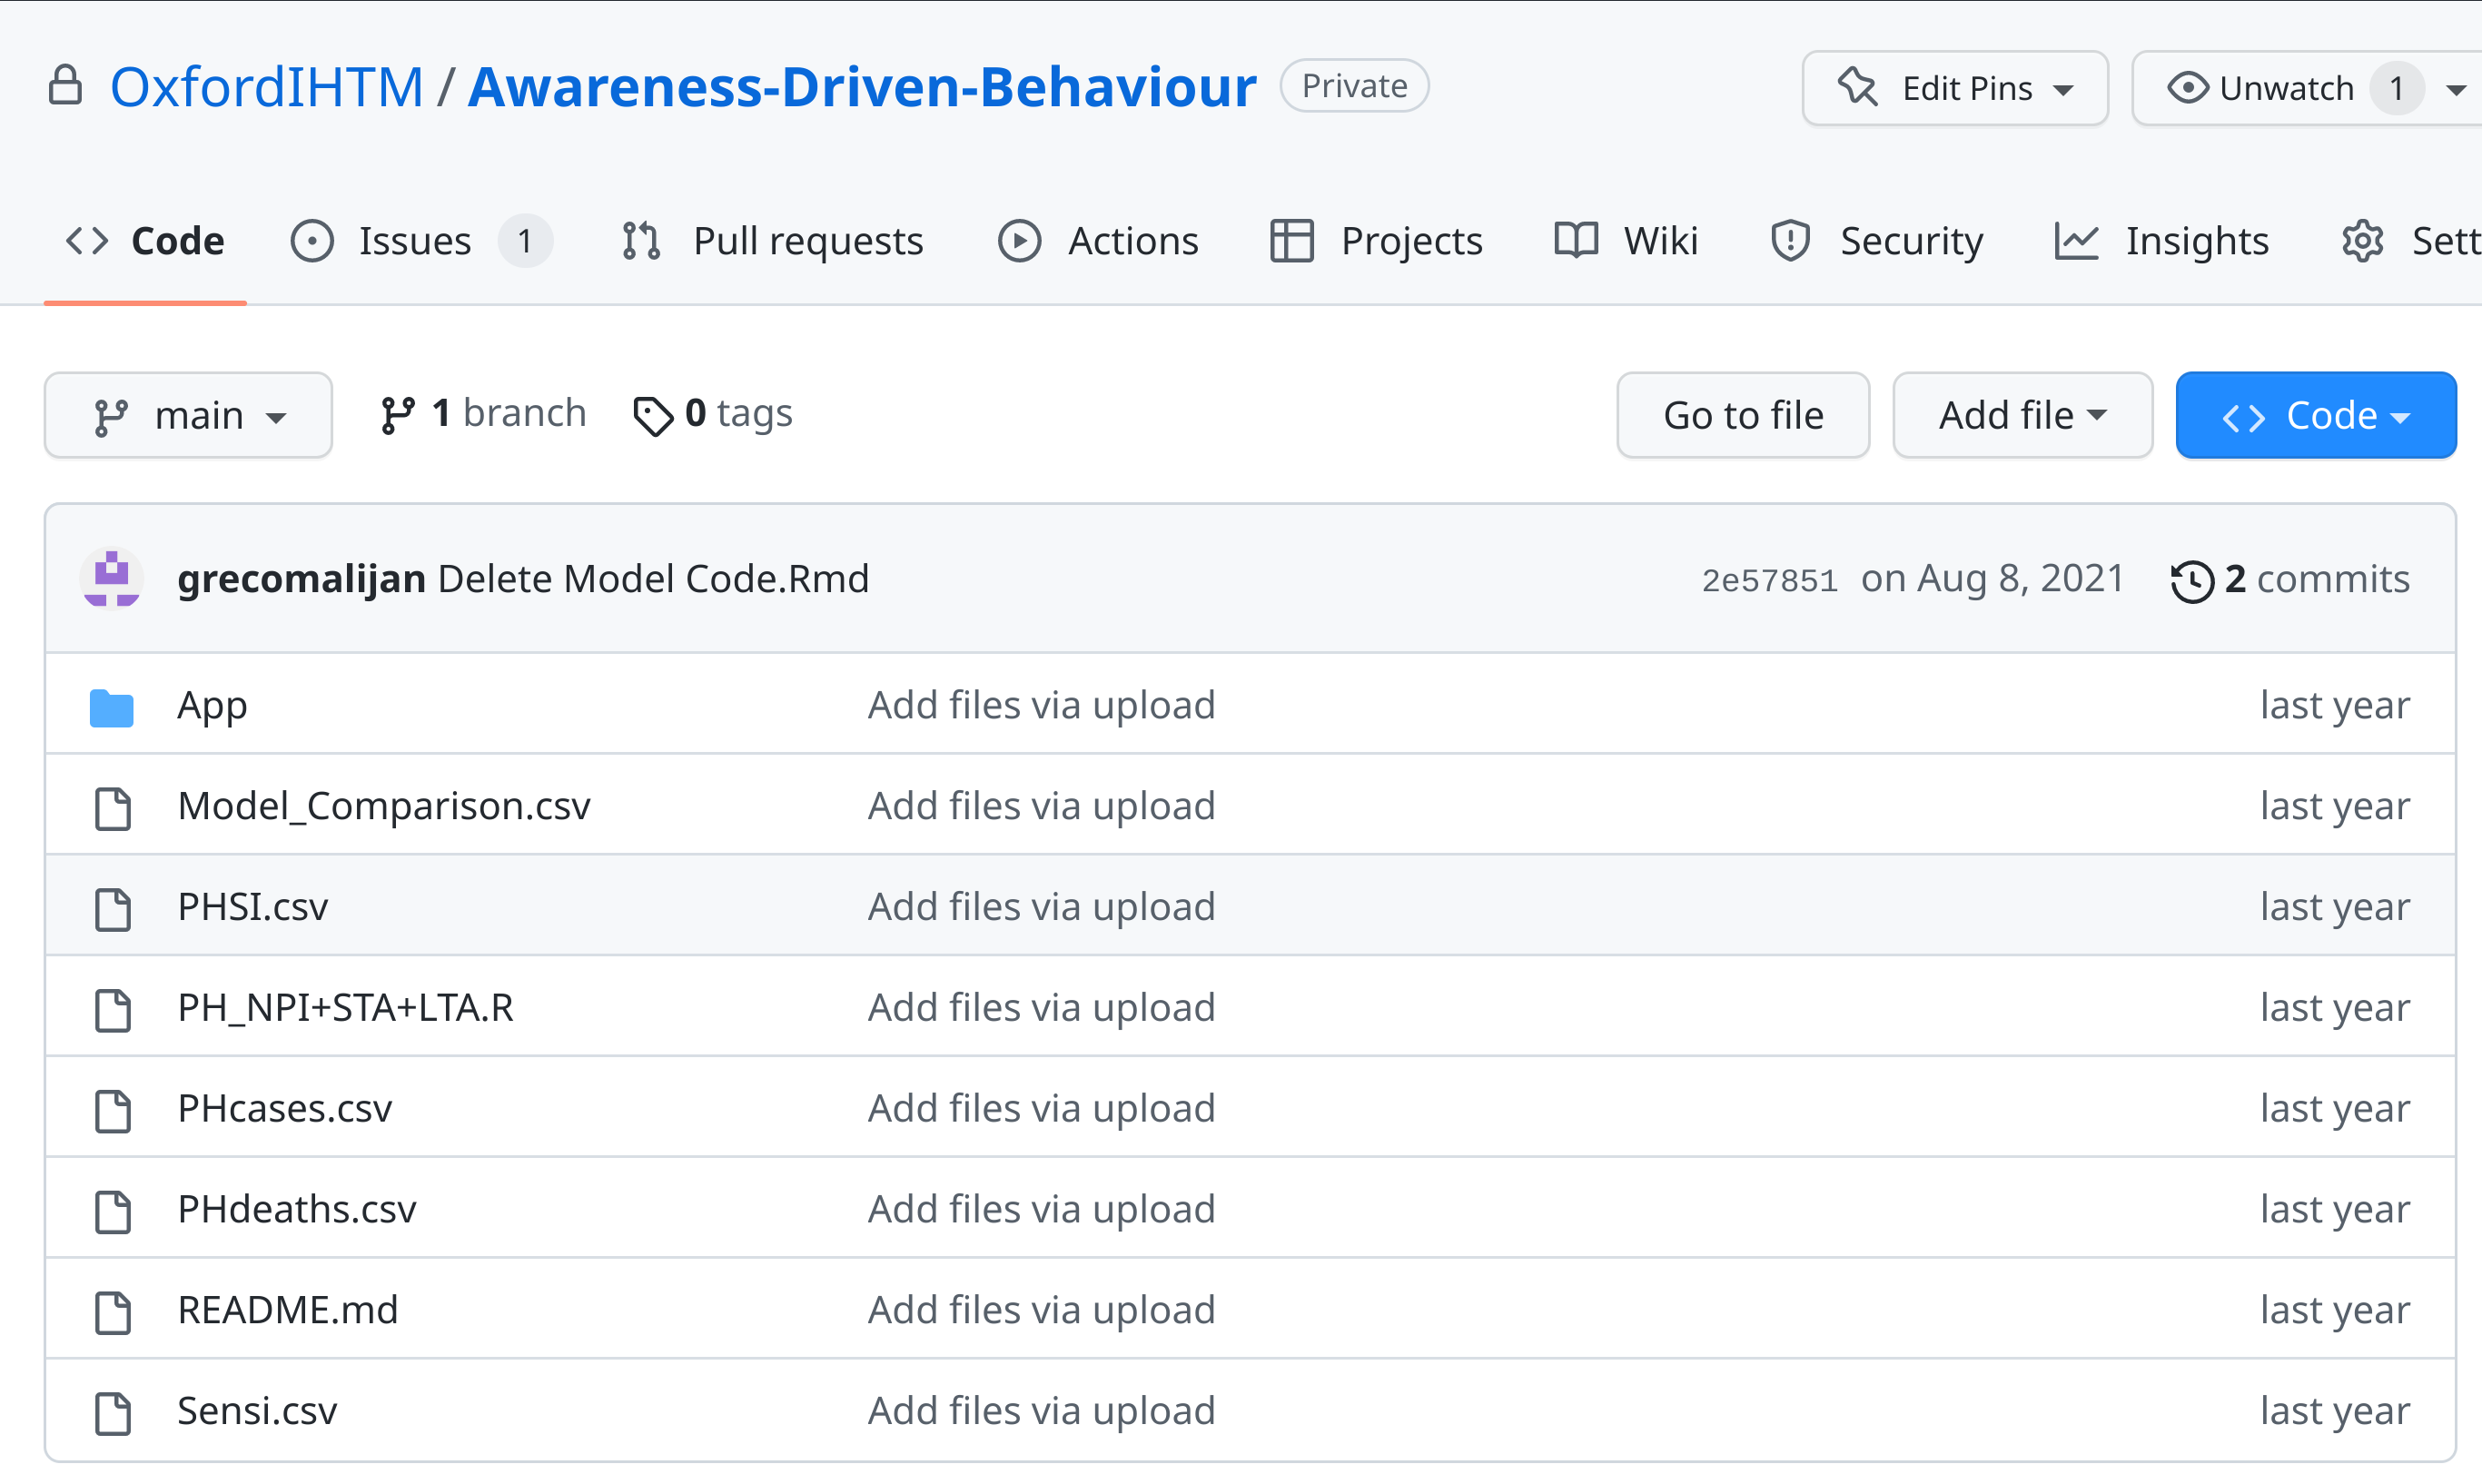 OxfordIHTM / Awareness-Driven-Behaviour Private Edit Pins Unwatch 1
Code Issues 1 Pull requests Actions Projects Wiki Security Insights Sett
main 1 branch 0 tags Go to file Add file Code
grecomalijan Delete Model Code.Rmd 2e57851 on Aug 8, 2021 2 commits
App Add files via upload last year
Model_Comparison.csv Add files via upload last year
PHSI.csv Add files via upload last year
PH_NPI+STA+LTA.R Add files via upload last year
PHcases.csv Add files via upload last year
PHdeaths.csv Add files via upload last year
README.md Add files via upload last year
Sensi.csv Add files via upload last year